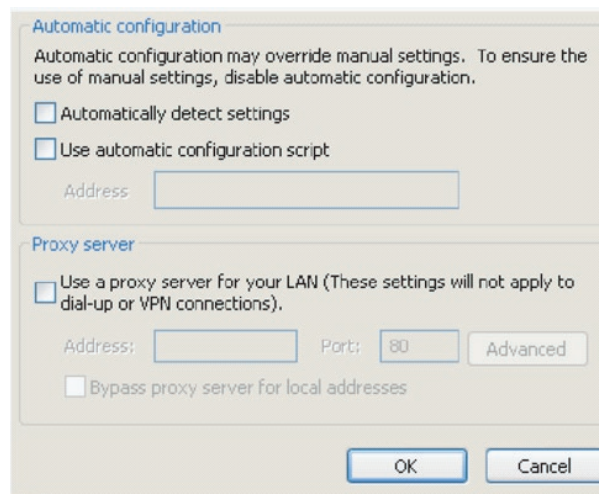 Automatic configuration
Automatic configuration may override manual settings. To ensure the
use of manual settings, disable automatic configuration.
Automatically detect settings
Use automatic configuration script
Address
Proxy server
Use a proxy server for your LAN (These settings will not apply to
dial-up or VPN connections).
Address: Port: 80 Advanced
Bypass proxy server for local addresses
OK Cancel